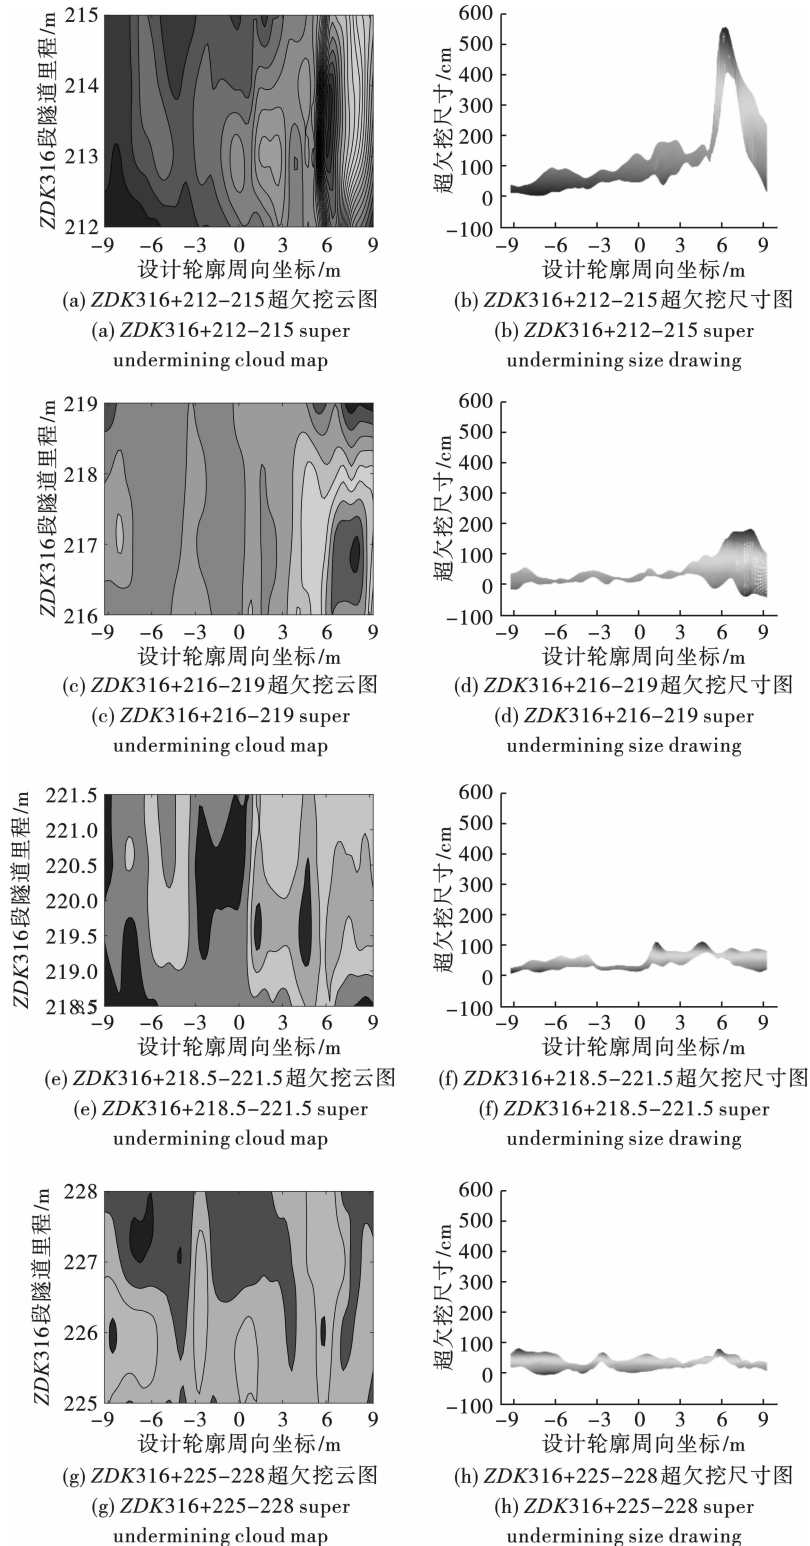 215
214
213
212
ZDK316段隧道里程/m
−9 −6 −3 0 3 6 9
设计轮廓周向坐标/m
(a) ZDK316+212−215超欠挖云图
(a) ZDK316+212−215 super
undermining cloud map
600
500
400
300
200
100
0
−100
超欠挖尺寸/cm
−9 −6 −3 0 3 6 9
设计轮廓周向坐标/m
(b) ZDK316+212−215超欠挖尺寸图
(b) ZDK316+212−215 super
undermining size drawing
219
218
217
216
ZDK316段隧道里程/m
−9 −6 −3 0 3 6 9
设计轮廓周向坐标/m
(c) ZDK316+216−219超欠挖云图
(c) ZDK316+216−219 super
undermining cloud map
600
500
400
300
200
100
0
−100
超欠挖尺寸/cm
−9 −6 −3 0 3 6 9
设计轮廓周向坐标/m
(d) ZDK316+216−219超欠挖尺寸图
(d) ZDK316+216−219 super
undermining size drawing
221.5
221.0
220.5
220.0
219.5
219.0
218.5
ZDK316段隧道里程/m
−9 −6 −3 0 3 6 9
设计轮廓周向坐标/m
(e) ZDK316+218.5−221.5超欠挖云图
(e) ZDK316+218.5−221.5 super
undermining cloud map
600
500
400
300
200
100
0
−100
超欠挖尺寸/cm
−9 −6 −3 0 3 6 9
设计轮廓周向坐标/m
(f) ZDK316+218.5−221.5超欠挖尺寸图
(f) ZDK316+218.5−221.5 super
undermining size drawing
228
227
226
225
ZDK316段隧道里程/m
−9 −6 −3 0 3 6 9
设计轮廓周向坐标/m
(g) ZDK316+225−228超欠挖云图
(g) ZDK316+225−228 super
undermining cloud map
600
500
400
300
200
100
0
−100
超欠挖尺寸/cm
−9 −6 −3 0 3 6 9
设计轮廓周向坐标/m
(h) ZDK316+225−228超欠挖尺寸图
(h) ZDK316+225−228 super
undermining size drawing